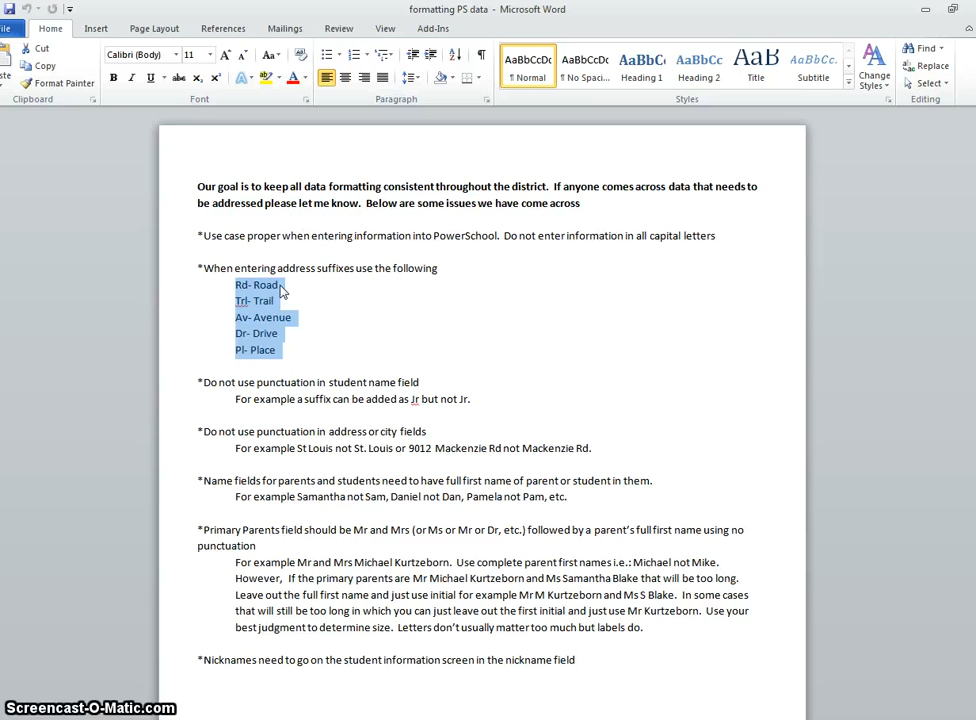 formatting PS data - Microsoft Word
File Home Insert Page Layout References Mailings Review View Add-Ins
Cut
Copy
Format Painter
Clipboard
Calibri (Body) 11
Font
Paragraph
AaBbCcDc AaBbCcDc AaBbCc AaBbCc AaB AaBbCc.
¶ Normal ¶ No Spaci... Heading 1 Heading 2 Title Subtitle
Styles
Change
Styles
Find
Replace
Select
Editing
Our goal is to keep all data formatting consistent throughout the district. If anyone comes across data that needs to
be addressed please let me know. Below are some issues we have come across
*Use case proper when entering information into PowerSchool. Do not enter information in all capital letters
*When entering address suffixes use the following
Rd- Road
Trl- Trail
Av- Avenue
Dr- Drive
Pl- Place
*Do not use punctuation in student name field
For example a suffix can be added as Jr but not Jr.
*Do not use punctuation in address or city fields
For example St Louis not St. Louis or 9012 Mackenzie Rd not Mackenzie Rd.
*Name fields for parents and students need to have full first name of parent or student in them.
For example Samantha not Sam, Daniel not Dan, Pamela not Pam, etc.
*Primary Parents field should be Mr and Mrs (or Ms or Mr or Dr, etc.) followed by a parent's full first name using no
punctuation
For example Mr and Mrs Michael Kurtzeborn. Use complete parent first names i.e.: Michael not Mike.
However, If the primary parents are Mr Michael Kurtzeborn and Ms Samantha Blake that will be too long.
Leave out the full first name and just use initial for example Mr M Kurtzeborn and Ms S Blake. In some cases
that will still be too long in which you can just leave out the first initial and just use Mr Kurtzeborn. Use your
best judgment to determine size. Letters don't usually matter too much but labels do.
*Nicknames need to go on the student information screen in the nickname field
Screencast-O-Matic.com